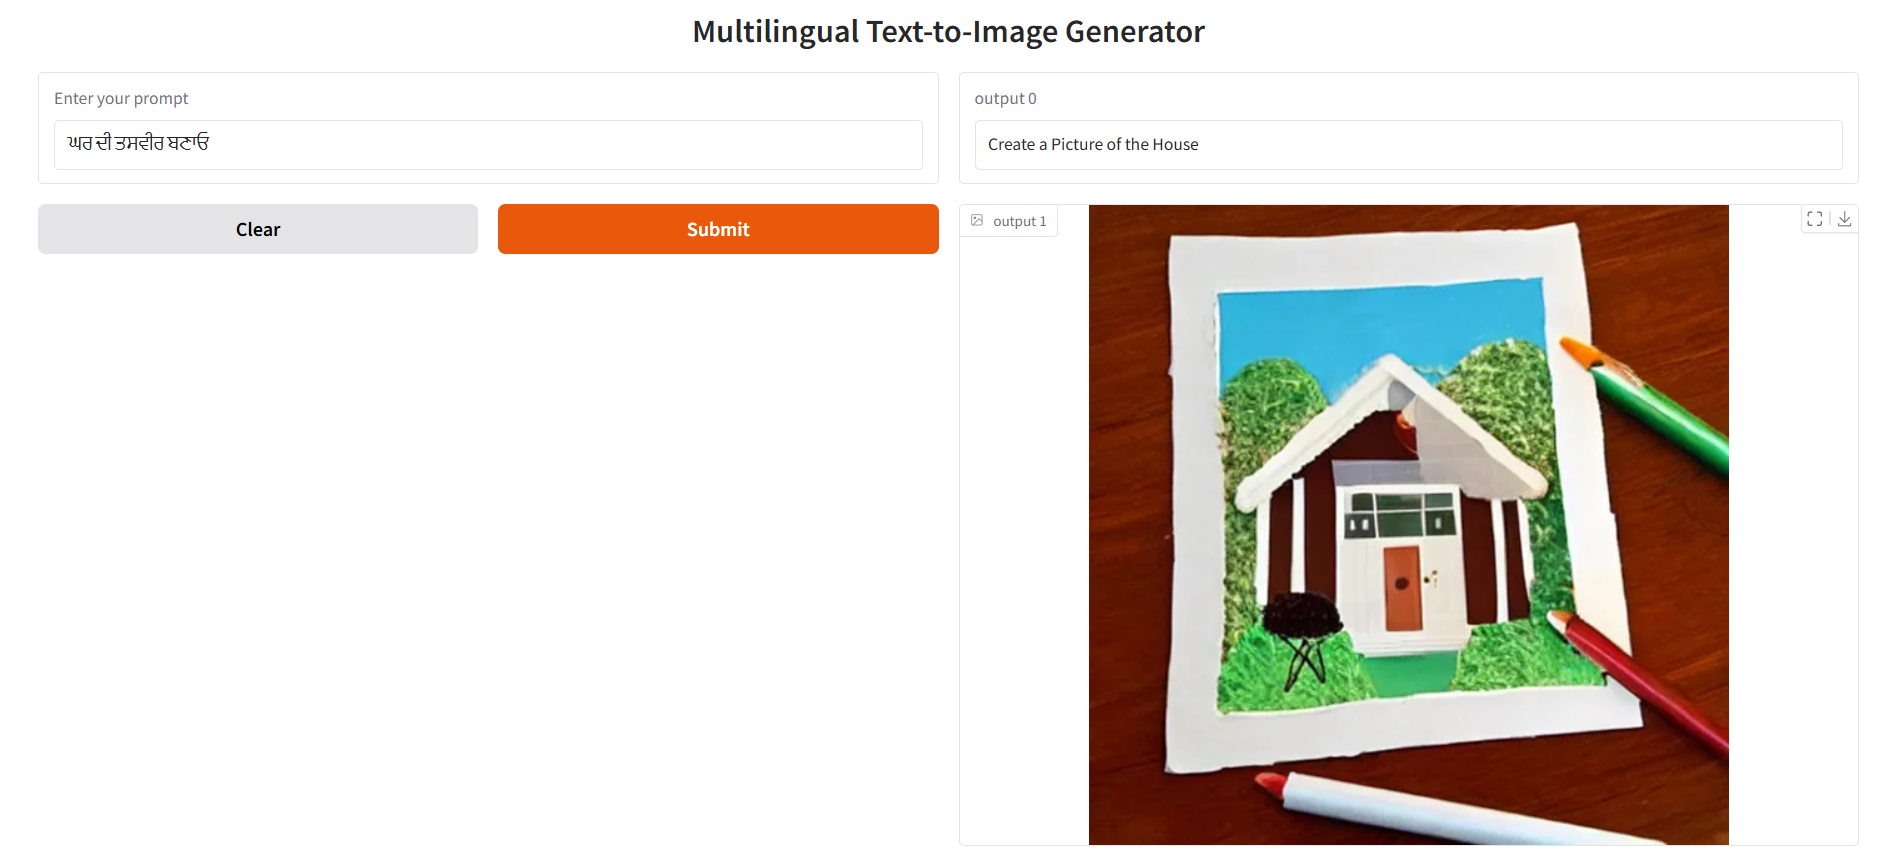 Multilingual Text-to-Image Generator
Enter your prompt
ਘਰ ਦੀ ਤਸਵੀਰ ਬਣਾਓ
Clear
Submit
output 0
Create a Picture of the House
output 1